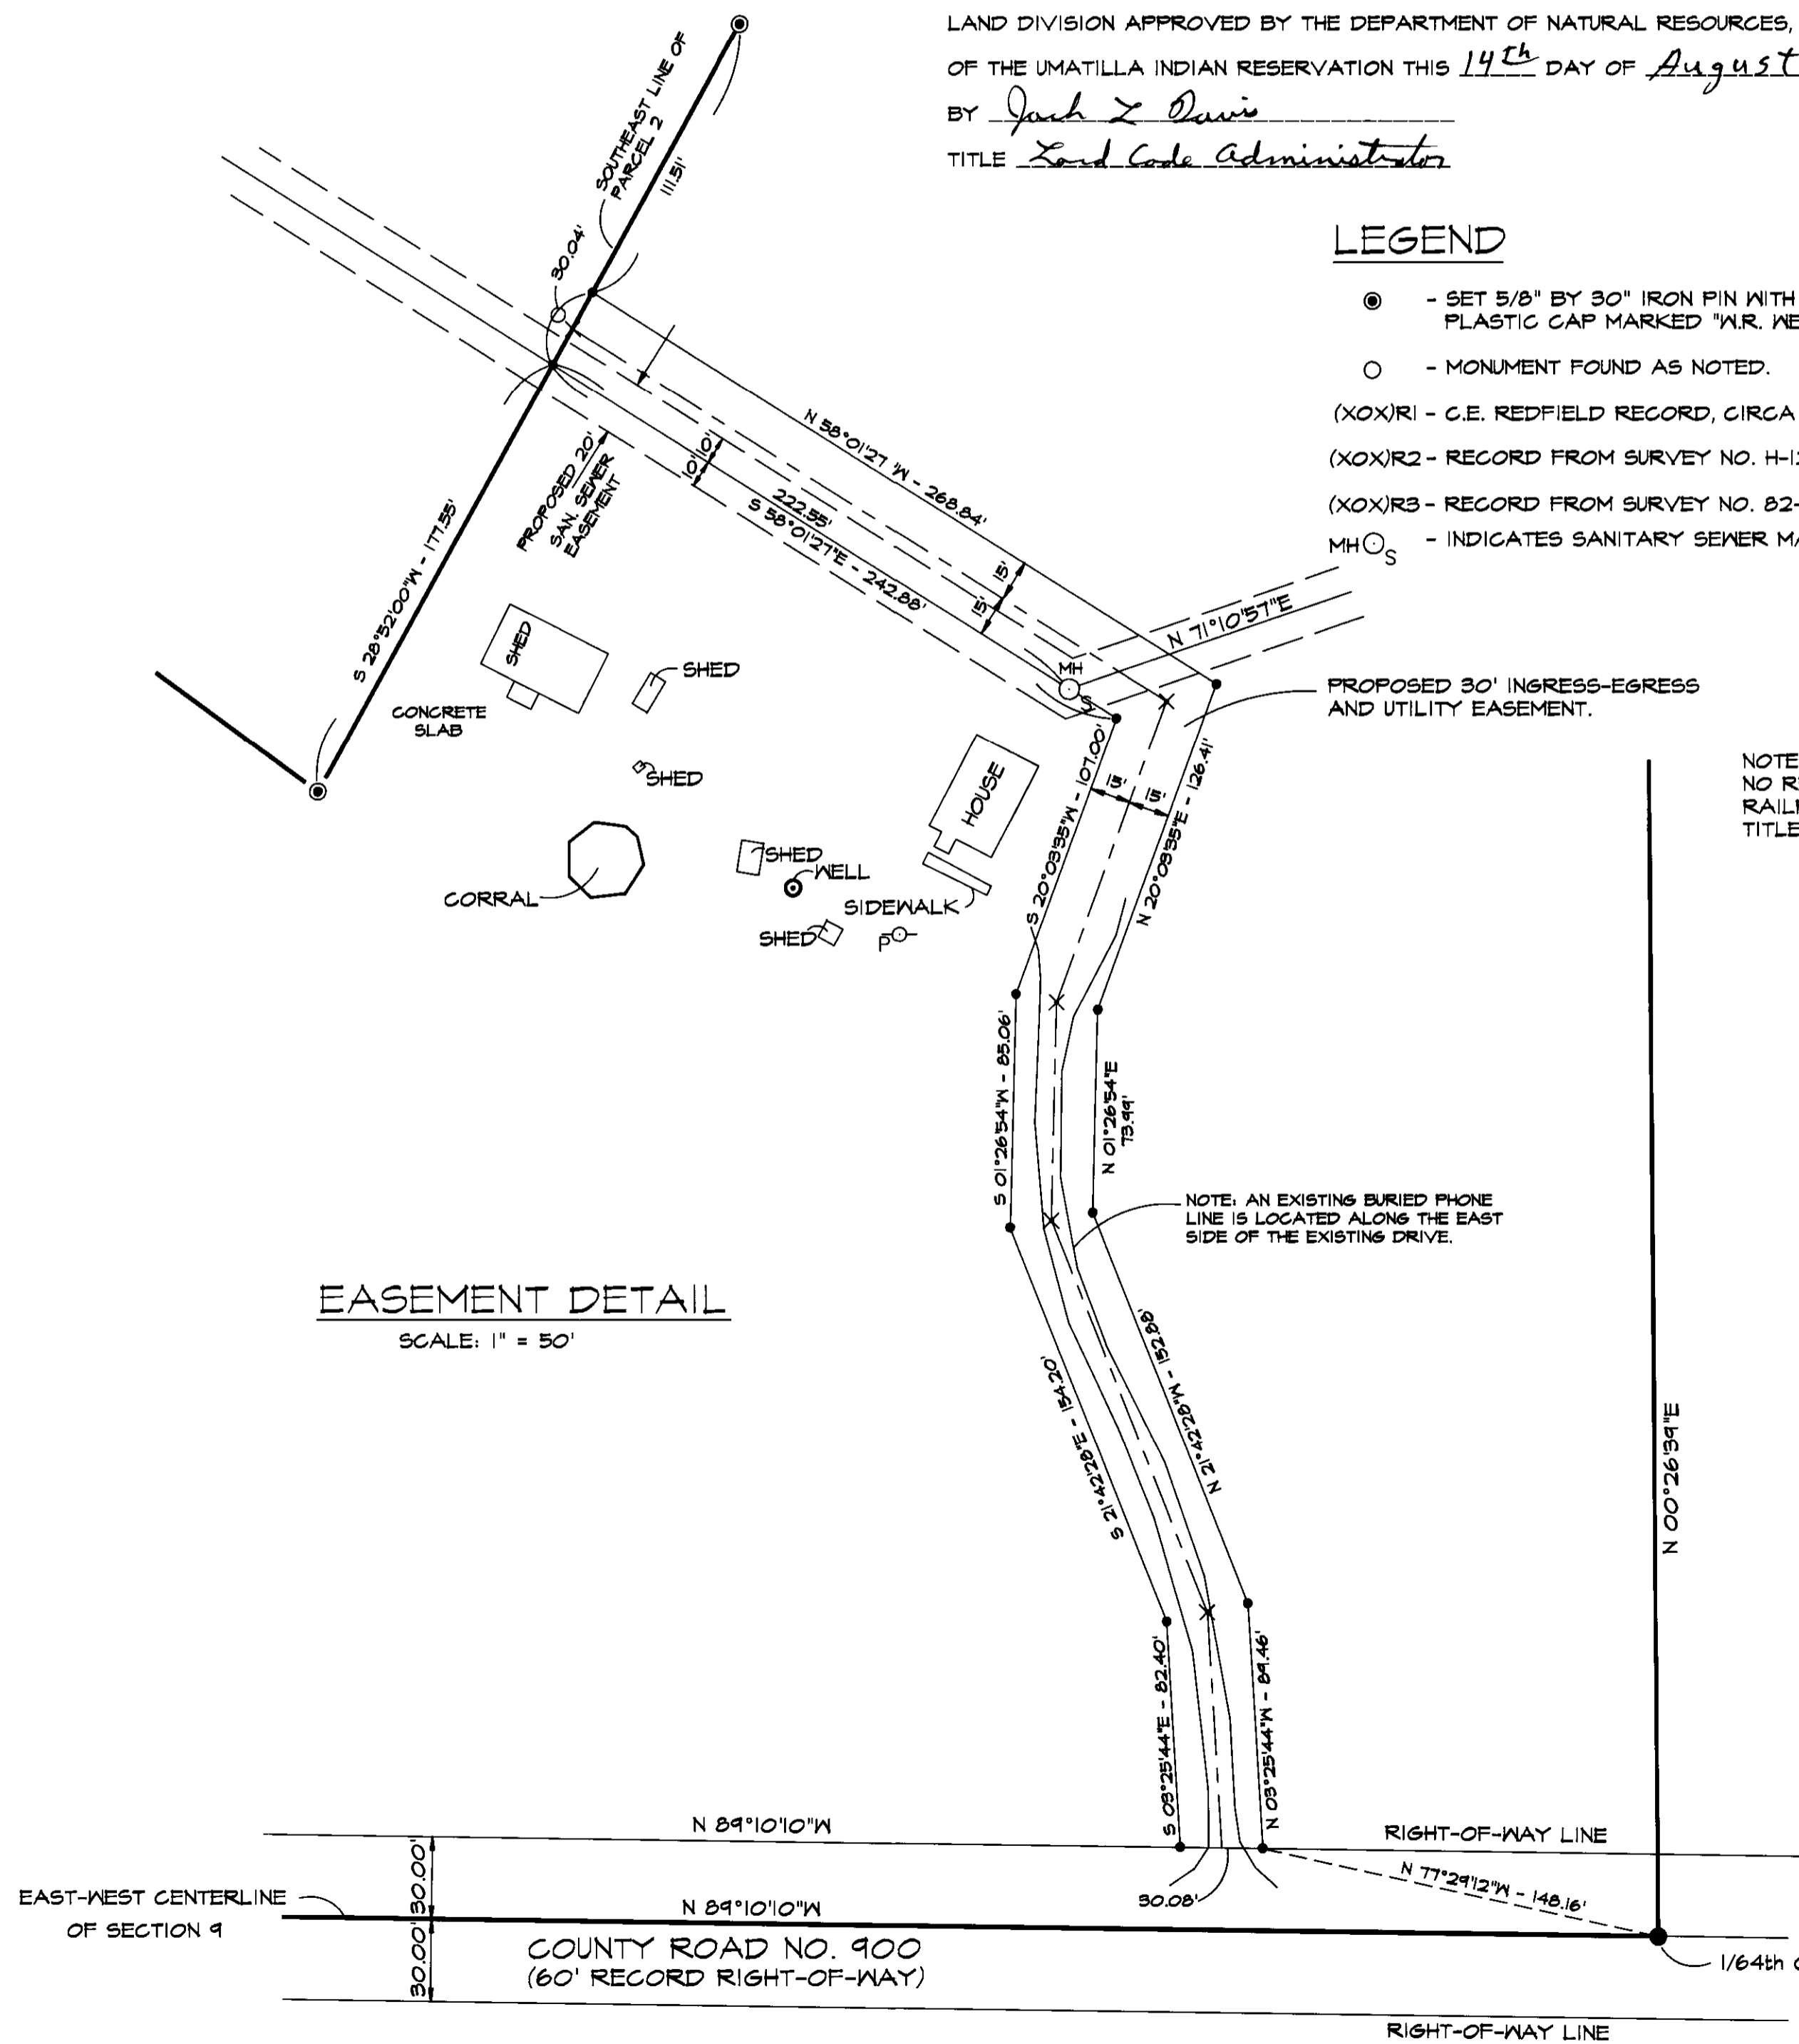 LAND DIVISION APPROVED BY THE DEPARTMENT OF NATURAL RESOURCES,
OF THE UMATILLA INDIAN RESERVATION THIS 14th DAY OF August
BY Jack L Davis
TITLE Land Code Administrator
SOUTHEAST LINE OF
PARCEL 2
111.51'
30.04'
LEGEND
- SET 5/8" BY 30" IRON PIN WITH
PLASTIC CAP MARKED "W.R. WE
- MONUMENT FOUND AS NOTED.
(XOX)R1 - C.E. REDFIELD RECORD, CIRCA
(XOX)R2 - RECORD FROM SURVEY NO. H-12
(XOX)R3 - RECORD FROM SURVEY NO. 82-
MH S - INDICATES SANITARY SEWER MA
N 58°01'27"W - 268.84'
10'
10'
PROPOSED 20'
SAN. SEWER
EASEMENT
222.55'
S 58°01'27"E - 242.88'
15'
15'
S 28°52'00"W - 177.55'
N 71°10'57"E
MH
S
SHED
SHED
CONCRETE
SLAB
SHED
PROPOSED 30' INGRESS-EGRESS
AND UTILITY EASEMENT.
NOTE
NO R
RAIL
TITLE
HOUSE
S 20°03'35"W - 107.00'
15'
15'
N 20°03'35"E - 126.41'
SHED
WELL
CORRAL
SIDEWALK
SHED
P
S 01°26'54"W - 85.06'
N 01°26'54"E
73.99'
NOTE: AN EXISTING BURIED PHONE
LINE IS LOCATED ALONG THE EAST
SIDE OF THE EXISTING DRIVE.
EASEMENT DETAIL
SCALE: 1" = 50'
S 21°42'28"E - 154.20'
N 21°42'28"W - 152.88'
N 00°26'39"E
S 03°25'44"E - 82.40'
N 03°25'44"W - 89.46'
N 89°10'10"W
RIGHT-OF-WAY LINE
30.00'
N 77°29'12"W - 148.16'
EAST-WEST CENTERLINE
OF SECTION 9
N 89°10'10"W
30.08'
30.00'
COUNTY ROAD NO. 900
(60' RECORD RIGHT-OF-WAY)
1/64th
RIGHT-OF-WAY LINE